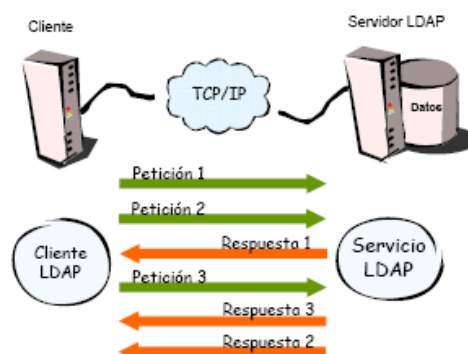 Cliente
Servidor LDAP
TCP/IP
Datos
Petición 1
Petición 2
Respuesta 1
Cliente
LDAP
Servicio
LDAP
Petición 3
Respuesta 3
Respuesta 2